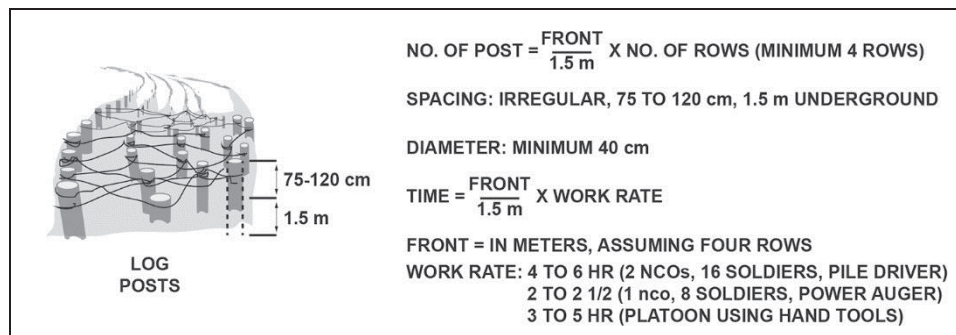 75-120 cm
1.5 m
LOG
POSTS
NO. OF POST = FRONT / 1.5 m X NO. OF ROWS (MINIMUM 4 ROWS)
SPACING: IRREGULAR, 75 TO 120 cm, 1.5 m UNDERGROUND
DIAMETER: MINIMUM 40 cm
TIME = FRONT / 1.5 m X WORK RATE
FRONT = IN METERS, ASSUMING FOUR ROWS
WORK RATE: 4 TO 6 HR (2 NCOs, 16 SOLDIERS, PILE DRIVER)
2 TO 2 1/2 (1 nco, 8 SOLDIERS, POWER AUGER)
3 TO 5 HR (PLATOON USING HAND TOOLS)